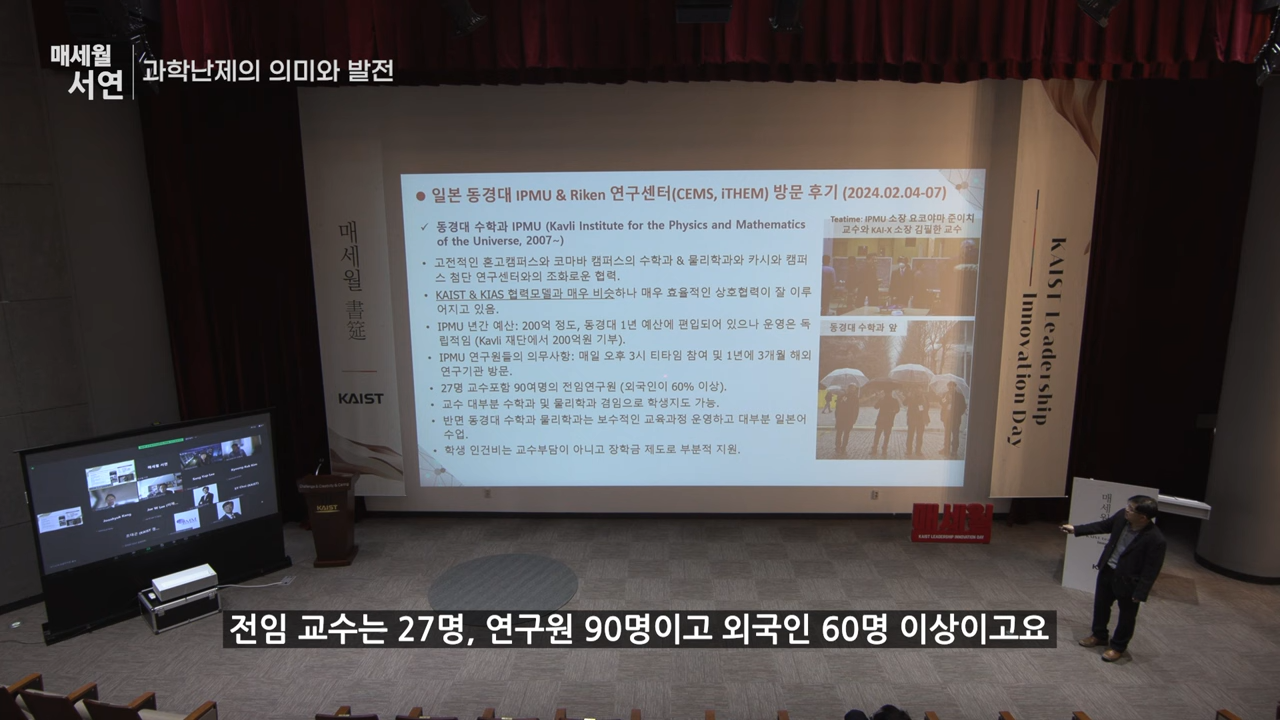 매세월
서연
과학난제의 의미와 발전
● 일본 동경대 IPMU & Riken 연구센터(CEMS, iTHEM) 방문 후기 (2024.02.04-07)
✓ 동경대 수학과 IPMU (Kavli Institute for the Physics and Mathematics
of the Universe, 2007~)
• 고전적인 혼고캠퍼스와 코마바 캠퍼스의 수학과 & 물리학과와 카시와 캠퍼
스 첨단 연구센터와의 조화로운 협력.
• KAIST & KIAS 협력모델과 매우 비슷하나 매우 효율적인 상호협력이 잘 이루
어지고 있음.
• IPMU 년간 예산: 200억 정도, 동경대 1년 예산에 편입되어 있으나 운영은 독
립적임 (Kavli 재단에서 200억원 기부).
• IPMU 연구원들의 의무사항: 매일 오후 3시 티타임 참여 및 1년에 3개월 해외
연구기관 방문.
• 27명 교수포함 90여명의 전임연구원 (외국인이 60% 이상).
• 교수 대부분 수학과 및 물리학과 겸임으로 학생지도 가능.
• 반면 동경대 수학과 물리학과는 보수적인 교육과정 운영하고 대부분 일본어
수업.
• 학생 인건비는 교수부담이 아니고 장학금 제도로 부분적 지원.
Teatime: IPMU 소장 요코야마 준이치
교수와 KAI-X 소장 김필한 교수
동경대 수학과 앞
매세월 書筵
KAIST
KAIST Leadership
Innovation Day
KAIST
매세월
KAIST LEADERSHIP INNOVATION DAY
매세월 서연
전임 교수는 27명, 연구원 90명이고 외국인 60명 이상이고요